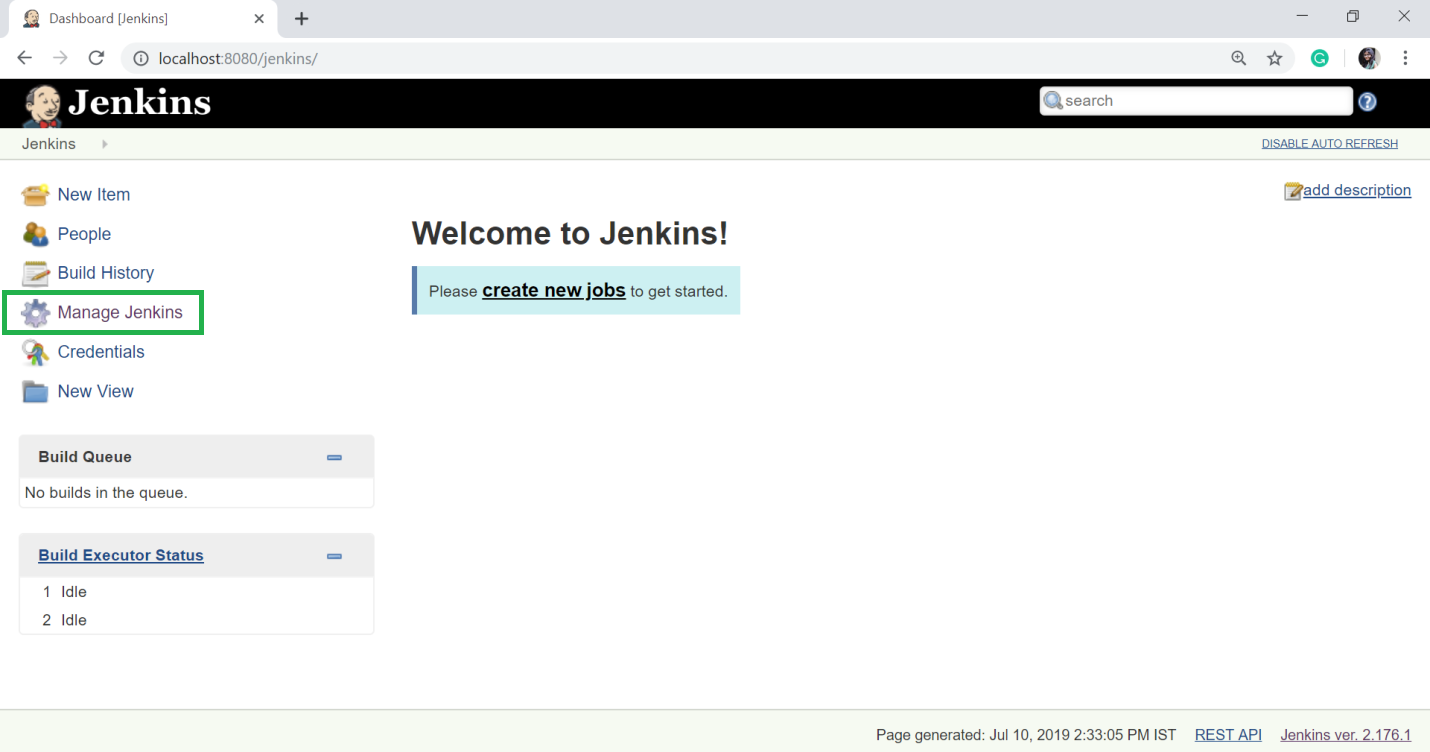 Dashboard [Jenkins]
localhost:8080/jenkins/
Jenkins
search
Jenkins
DISABLE AUTO REFRESH
New Item
People
Build History
Manage Jenkins
Credentials
New View
add description
Welcome to Jenkins!
Please create new jobs to get started.
Build Queue
No builds in the queue.
Build Executor Status
1 Idle
2 Idle
Page generated: Jul 10, 2019 2:33:05 PM IST REST API Jenkins ver. 2.176.1